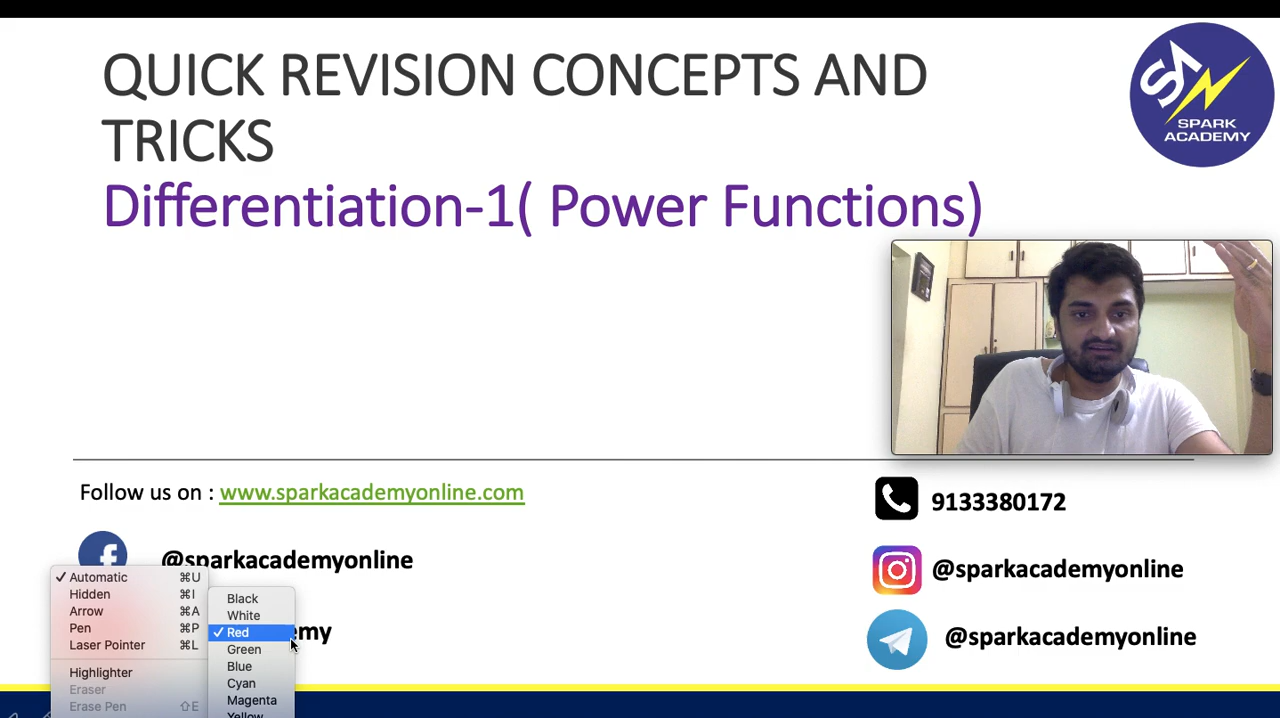 QUICK REVISION CONCEPTS AND
TRICKS
Differentiation-1( Power Functions)
SPARK
ACADEMY
Follow us on : www.sparkacademyonline.com
9133380172
@sparkacademyonline
@sparkacademyonline
@sparkacademyonline
✓ Automatic ⌘U
Hidden ⌘I
Arrow ⌘A
Pen ⌘P
Laser Pointer ⌘L
Highlighter
Eraser
Erase Pen ⇧E
Black
White
✓ Red
Green
Blue
Cyan
Magenta
Yellow